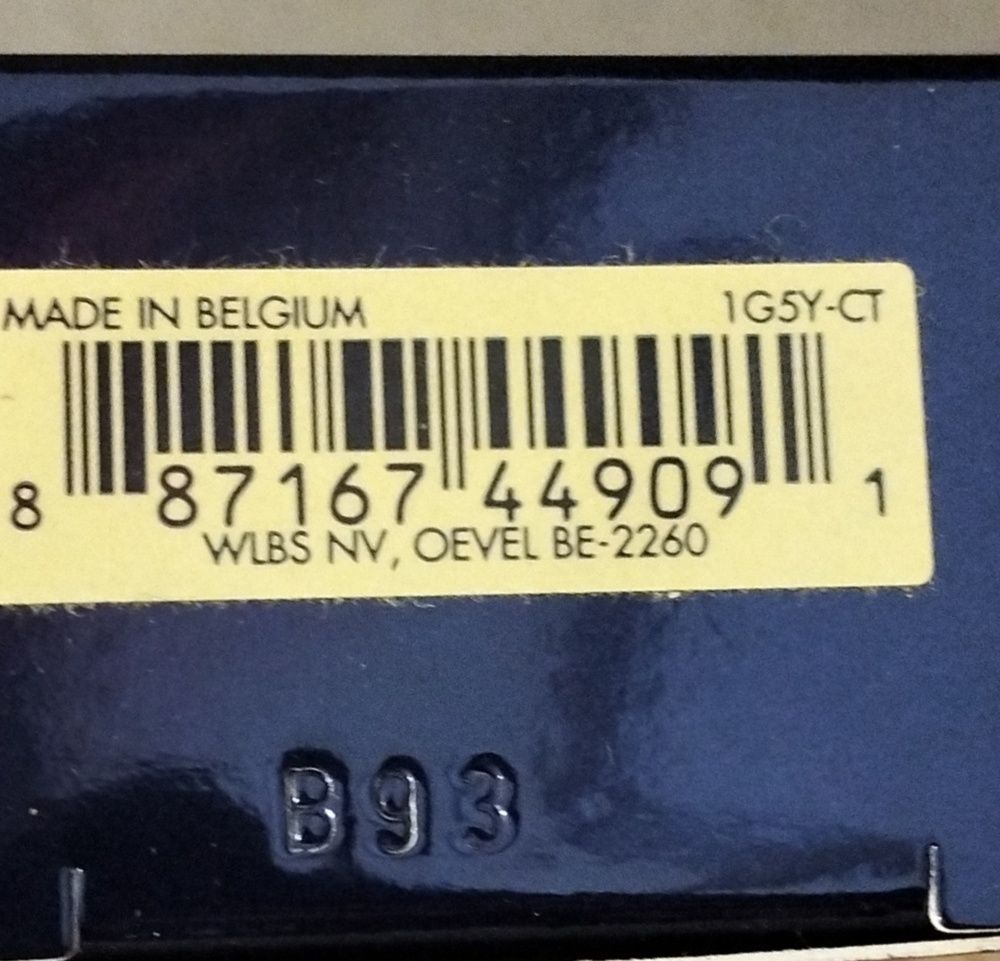 MADE IN BELGIUM 1G5Y-CT
8 87167 44909 1
WLBS NV, OEVEL BE-2260
B93